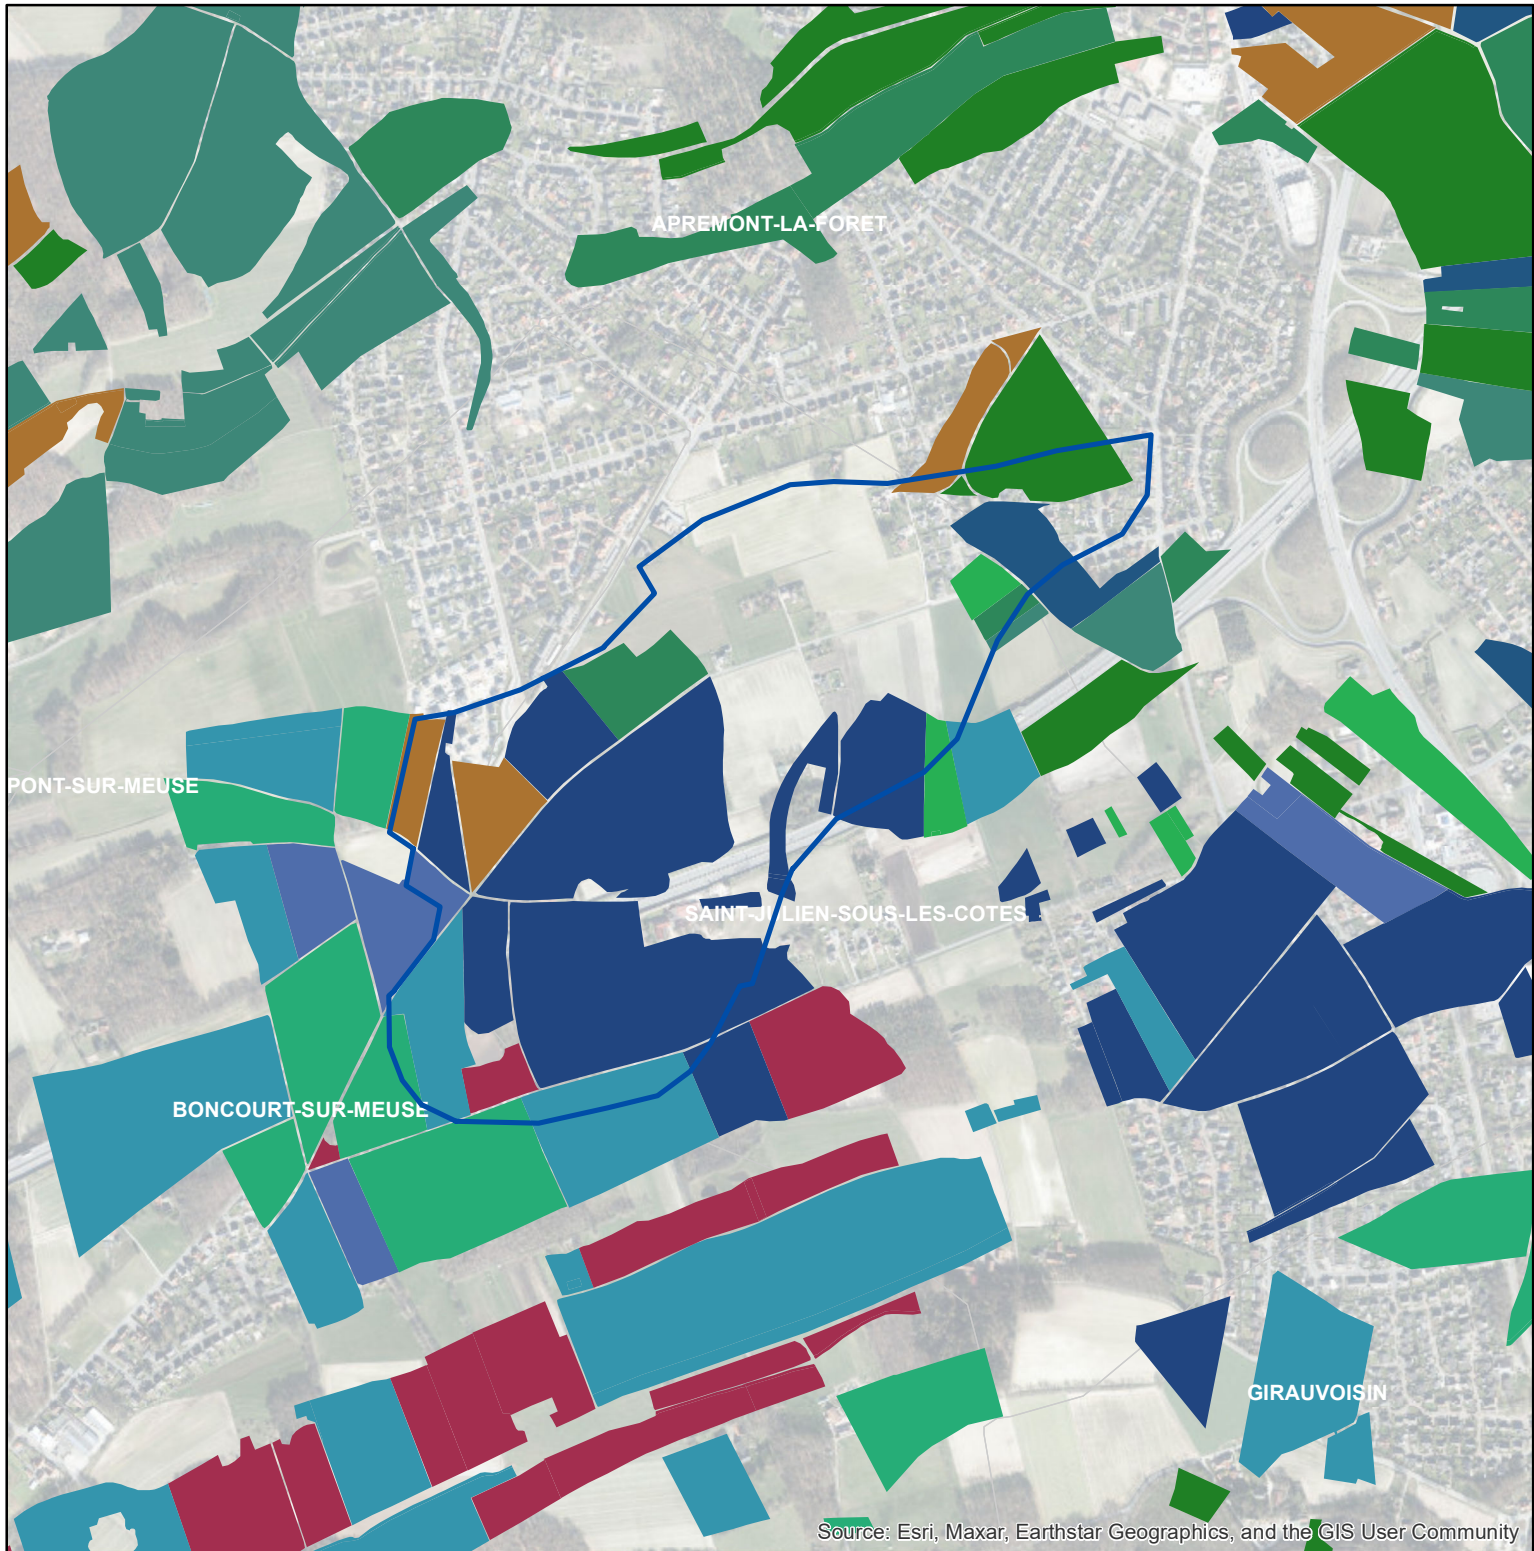 APREMONT-LA-FORET
PONT-SUR-MEUSE
SAINT-JULIEN-SOUS-LES-COTES
BONCOURT-SUR-MEUSE
GIRAUVOISIN
Source: Esri, Maxar, Earthstar Geographics, and the GIS User Community